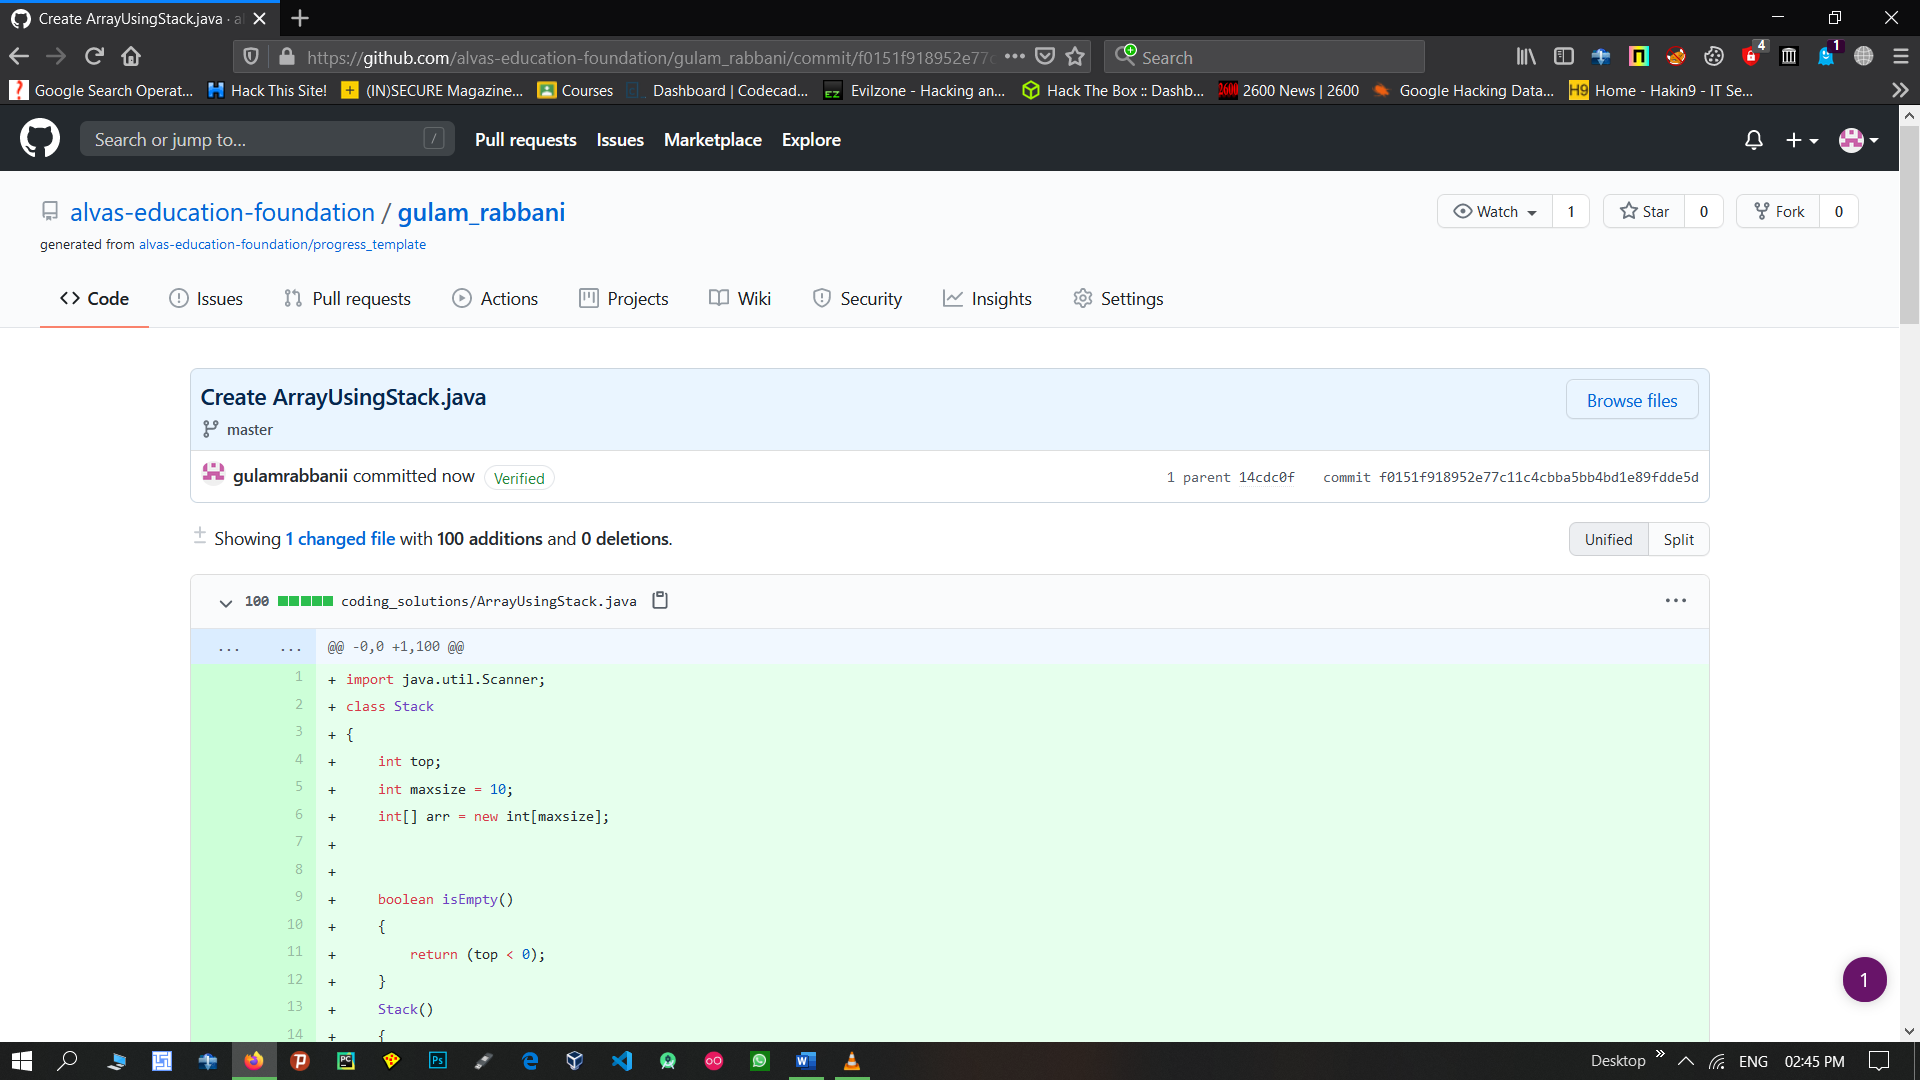 Create ArrayUsingStack.java · al
https://github.com/alvas-education-foundation/gulam_rabbani/commit/f0151f918952e77c
Search
4
1
Google Search Operat...
Hack This Site!
(IN)SECURE Magazine...
Courses
Dashboard | Codecad...
EZ
Evilzone - Hacking an...
Hack The Box :: Dashb...
2600
2600 News | 2600
Google Hacking Data...
H9
Home - Hakin9 - IT Se...
Search or jump to...
/
Pull requests
Issues
Marketplace
Explore
alvas-education-foundation / gulam_rabbani
Watch 1
Star 0
Fork 0
generated from alvas-education-foundation/progress_template
Code
Issues
Pull requests
Actions
Projects
Wiki
Security
Insights
Settings
Create ArrayUsingStack.java
Browse files
master
gulamrabbanii committed now
Verified
1 parent 14cdc0f
commit f0151f918952e77c11c4cbba5bb4bd1e89fdde5d
Showing 1 changed file with 100 additions and 0 deletions.
Unified
Split
100
coding_solutions/ArrayUsingStack.java
... ... @@ -0,0 +1,100 @@
1 + import java.util.Scanner;
2 + class Stack
3 + {
4 + int top;
5 + int maxsize = 10;
6 + int[] arr = new int[maxsize];
7 +
8 +
9 + boolean isEmpty()
10 + {
11 + return (top < 0);
12 + }
13 + Stack()
14 + {
1
Desktop
ENG
02:45 PM